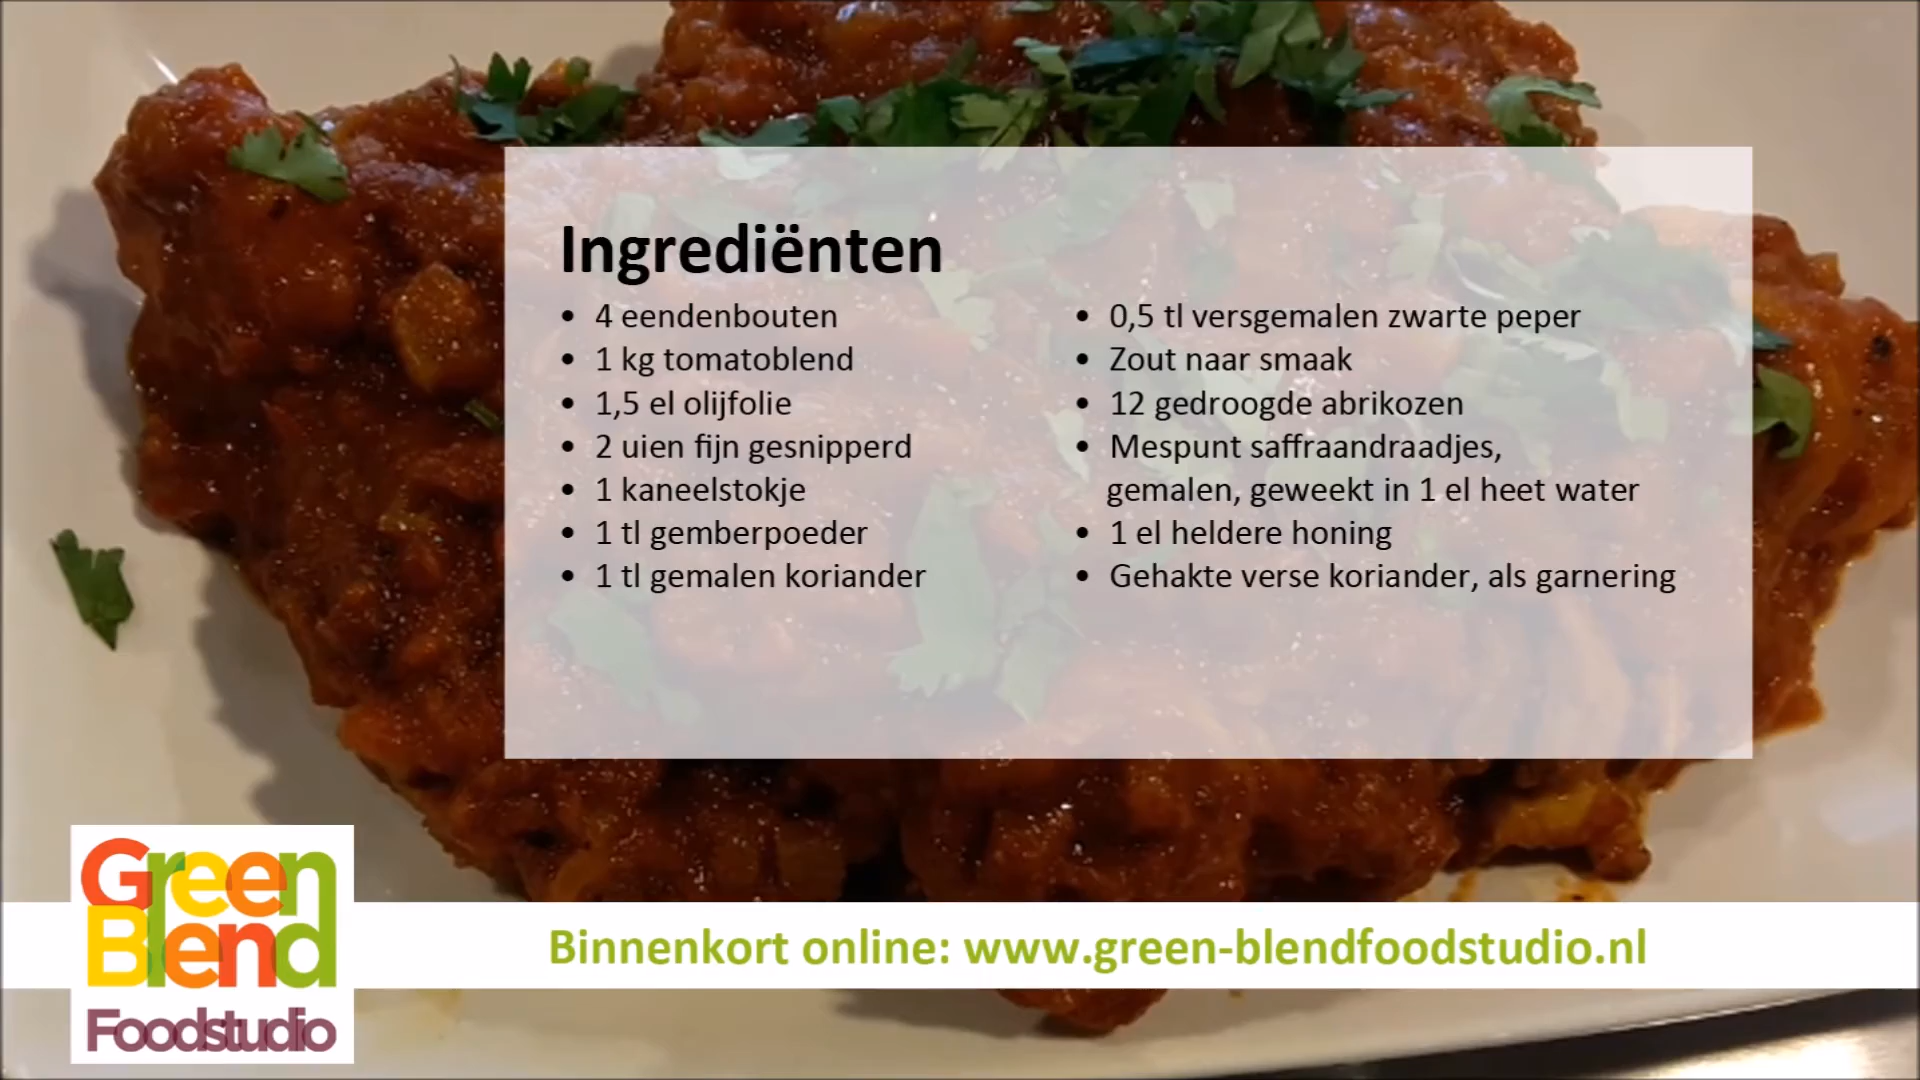 Ingrediënten
• 4 eendenbouten
• 1 kg tomatoblend
• 1,5 el olijfolie
• 2 uien fijn gesnipperd
• 1 kaneelstokje
• 1 tl gemberpoeder
• 1 tl gemalen koriander
• 0,5 tl versgemalen zwarte peper
• Zout naar smaak
• 12 gedroogde abrikozen
• Mespunt saffraandraadjes,
gemalen, geweekt in 1 el heet water
• 1 el heldere honing
• Gehakte verse koriander, als garnering
Green
Blend
Foodstudio
Binnenkort online: www.green-blendfoodstudio.nl